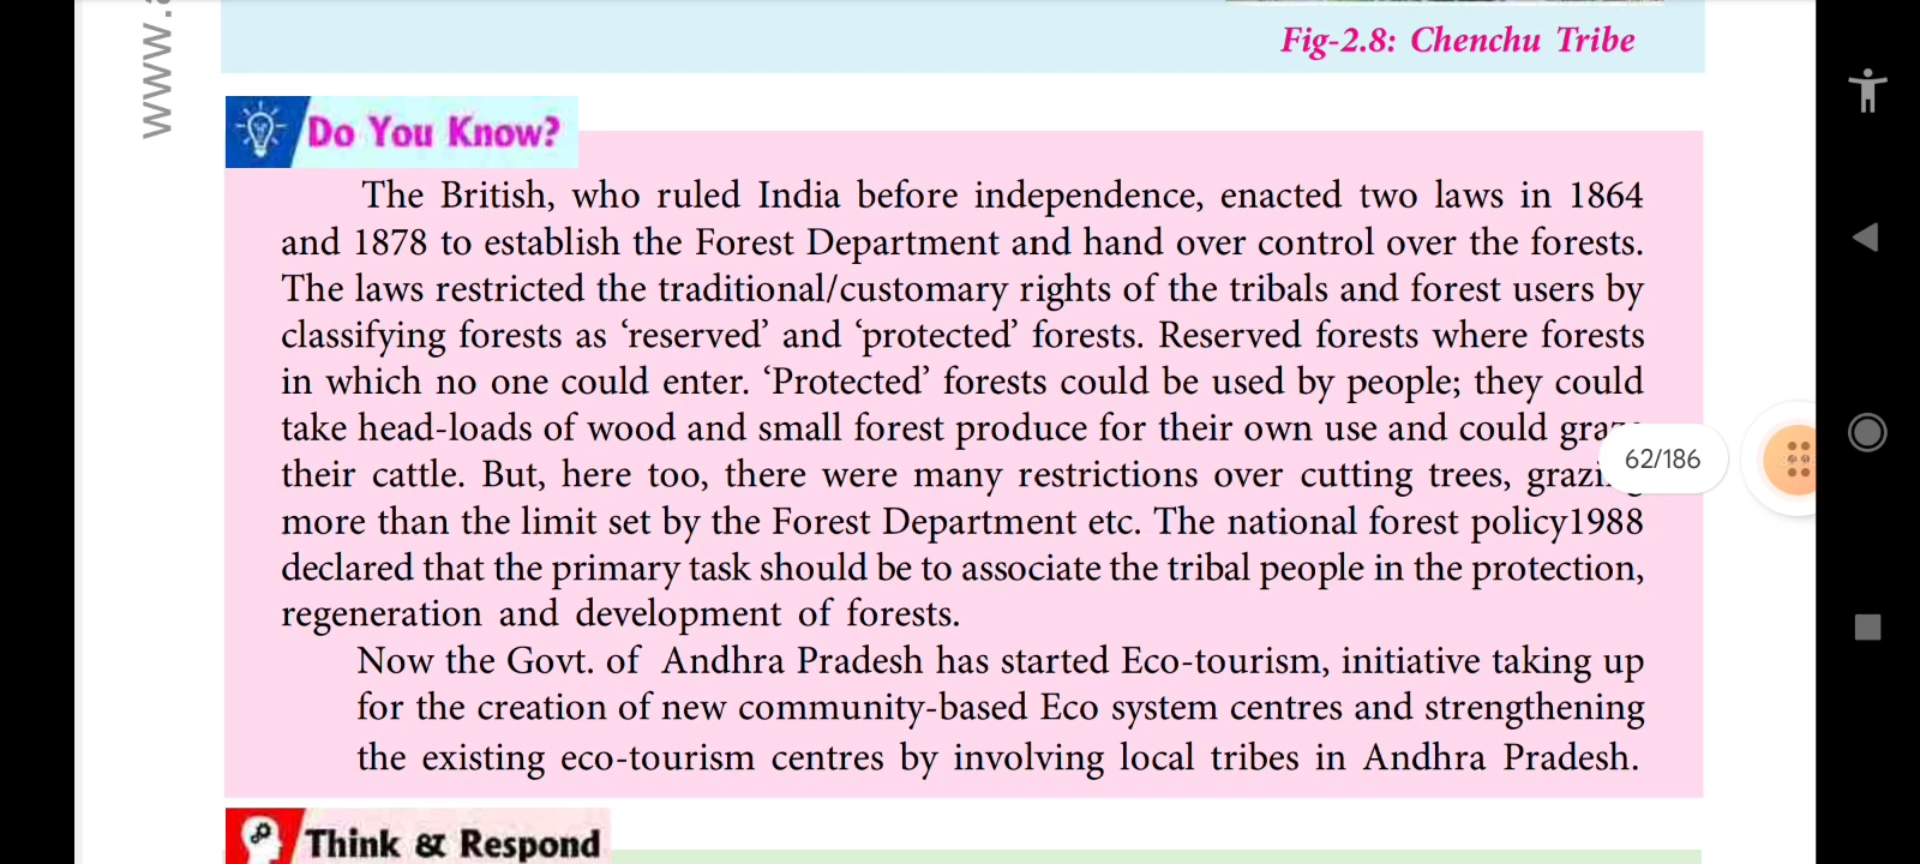 www.
Fig-2.8: Chenchu Tribe
Do You Know?
The British, who ruled India before independence, enacted two laws in 1864
and 1878 to establish the Forest Department and hand over control over the forests.
The laws restricted the traditional/customary rights of the tribals and forest users by
classifying forests as ‘reserved’ and ‘protected’ forests. Reserved forests where forests
in which no one could enter. ‘Protected’ forests could be used by people; they could
take head-loads of wood and small forest produce for their own use and could
their cattle. But, here too, there were many restrictions over cutting trees,
62/186
more than the limit set by the Forest Department etc. The national forest policy1988
declared that the primary task should be to associate the tribal people in the protection,
regeneration and development of forests.
Now the Govt. of Andhra Pradesh has started Eco-tourism, initiative taking up
for the creation of new community-based Eco system centres and strengthening
the existing eco-tourism centres by involving local tribes in Andhra Pradesh.
Think & Respond